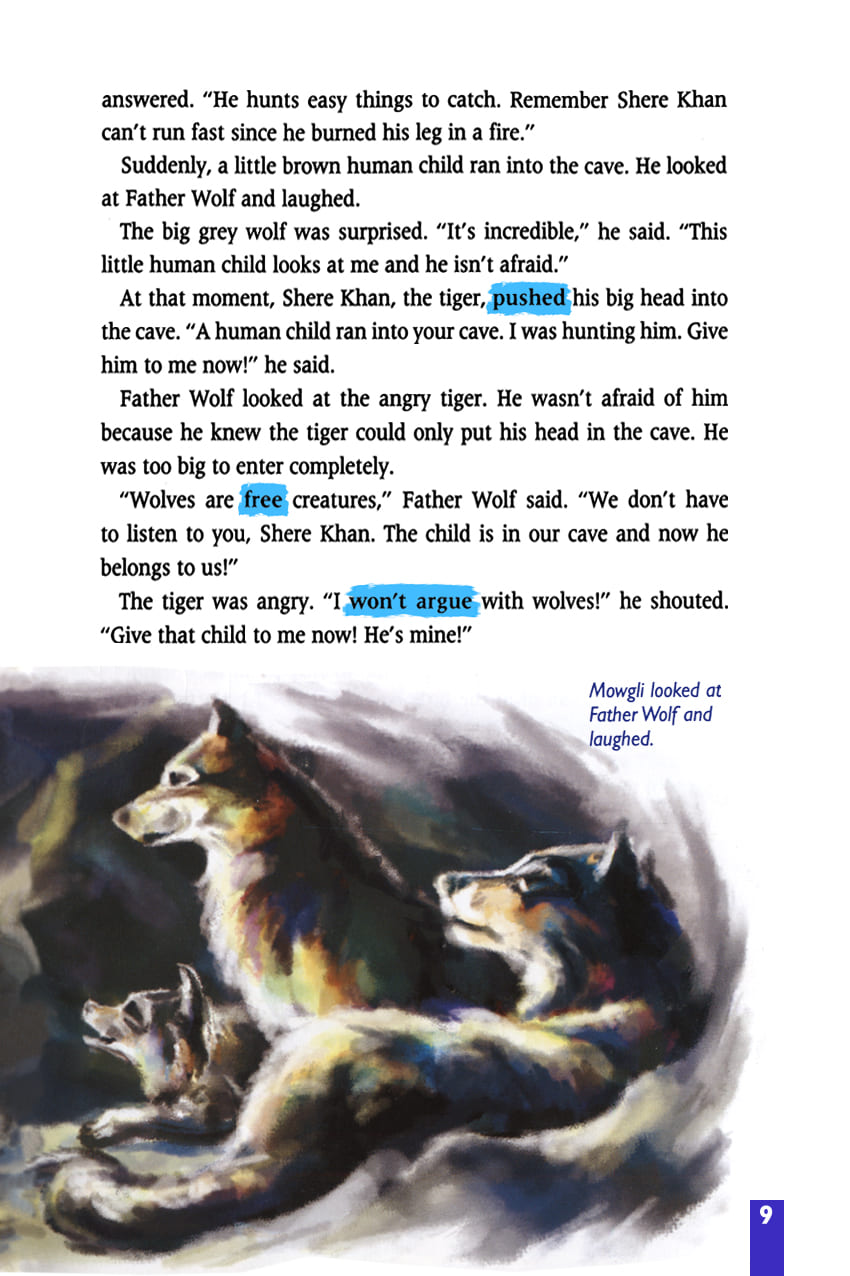 answered. “He hunts easy things to catch. Remember Shere Khan
can’t run fast since he burned his leg in a fire.”
Suddenly, a little brown human child ran into the cave. He looked
at Father Wolf and laughed.
The big grey wolf was surprised. “It’s incredible,” he said. “This
little human child looks at me and he isn’t afraid.”
At that moment, Shere Khan, the tiger, pushed his big head into
the cave. “A human child ran into your cave. I was hunting him. Give
him to me now!” he said.
Father Wolf looked at the angry tiger. He wasn’t afraid of him
because he knew the tiger could only put his head in the cave. He
was too big to enter completely.
“Wolves are free creatures,” Father Wolf said. “We don’t have
to listen to you, Shere Khan. The child is in our cave and now he
belongs to us!”
The tiger was angry. “I won’t argue with wolves!” he shouted.
“Give that child to me now! He’s mine!”
Mowgli looked at
Father Wolf and
laughed.
9